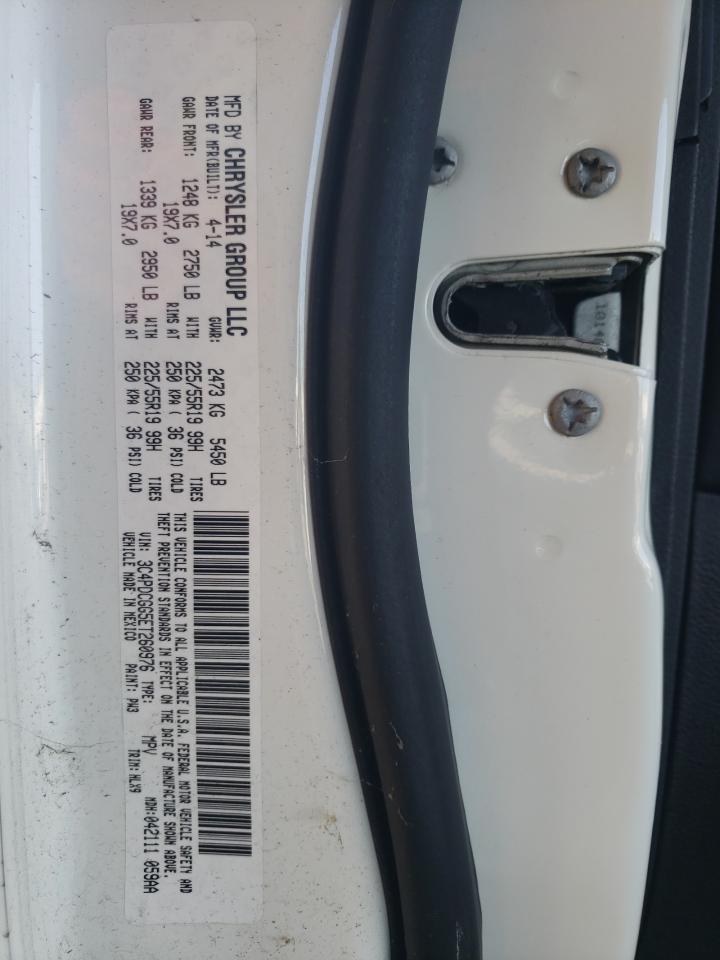 MFD BY CHRYSLER GROUP LLC
DATE OF MFR(BUILT): 4-14 GVWR: 2473 KG 5450 LB
GAWR FRONT: 1248 KG 2750 LB WITH 225/55R19 99H TIRES
19X7.0 RIMS AT 250 KPA ( 36 PSI) COLD
GAWR REAR: 1339 KG 2950 LB WITH 225/55R19 99H TIRES
19X7.0 RIMS AT 250 KPA ( 36 PSI) COLD
THIS VEHICLE CONFORMS TO ALL APPLICABLE U.S.A. FEDERAL MOTOR VEHICLE SAFETY AND
THEFT PREVENTION STANDARDS IN EFFECT ON THE DATE OF MANUFACTURE SHOWN ABOVE.
VIN: 3C4PDCGG5ET260976 TYPE: MPV MDH:042111 059AA
VEHICLE MADE IN MEXICO PAINT: PW3 TRIM: HLX9